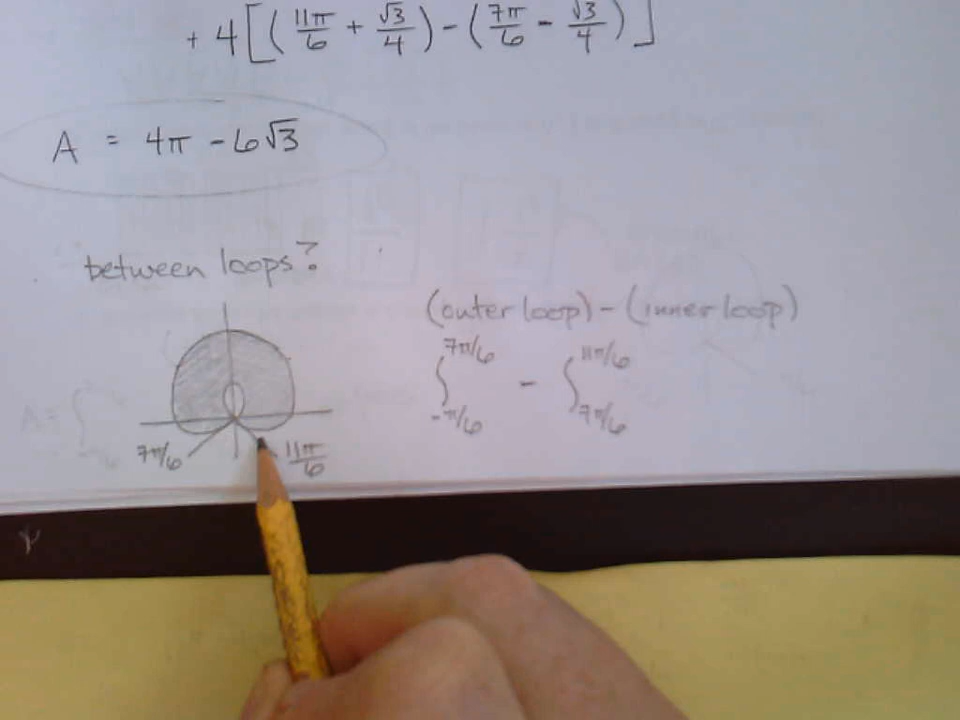 + 4[(11π/6 + √3/4) - (7π/6 - √3/4)]
A = 4π - 6√3
between loops?
(outer loop) - (inner loop)
∫_{-π/6}^{7π/6} - ∫_{7π/6}^{11π/6}
7π/6
11π/6